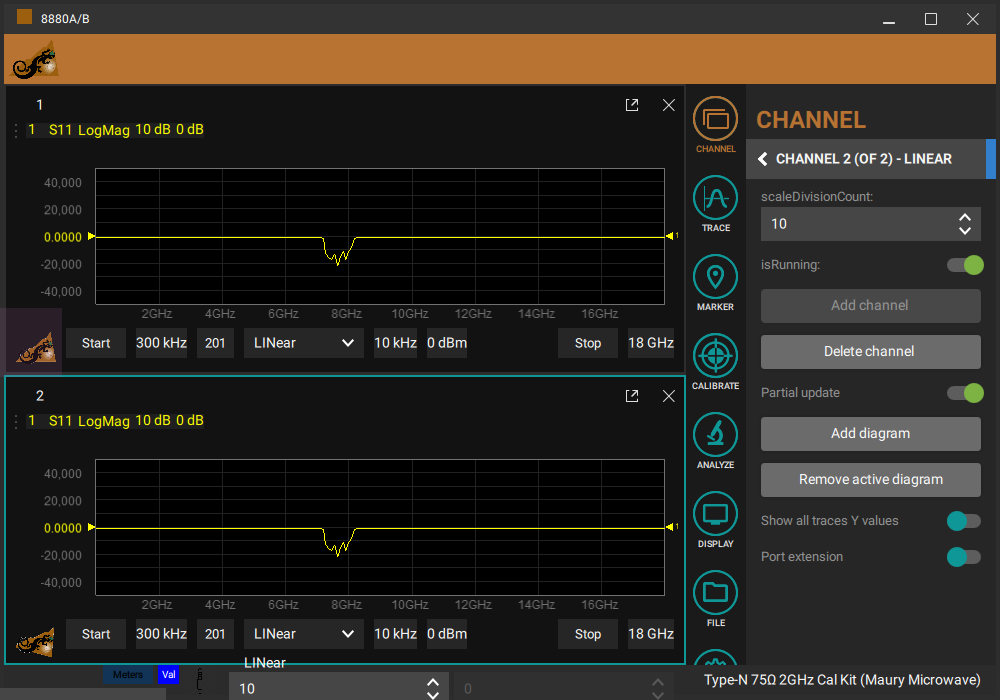 8880A/B
1
1 S11 LogMag 10 dB 0 dB
40,000
20,000
0.0000
1
-20,000
-40,000
2GHz 4GHz 6GHz 8GHz 10GHz 12GHz 14GHz 16GHz
Start 300 kHz 201 LINear 10 kHz 0 dBm Stop 18 GHz
2
1 S11 LogMag 10 dB 0 dB
40,000
20,000
0.0000
1
-20,000
-40,000
2GHz 4GHz 6GHz 8GHz 10GHz 12GHz 14GHz 16GHz
Start 300 kHz 201 LINear 10 kHz 0 dBm Stop 18 GHz
LINear
Meters Val
10 0
CHANNEL
TRACE
MARKER
CALIBRATE
ANALYZE
DISPLAY
FILE
CHANNEL
CHANNEL 2 (OF 2) - LINEAR
scaleDivisionCount:
10
isRunning:
Add channel
Delete channel
Partial update
Add diagram
Remove active diagram
Show all traces Y values
Port extension
Type-N 75Ω 2GHz Cal Kit (Maury Microwave)